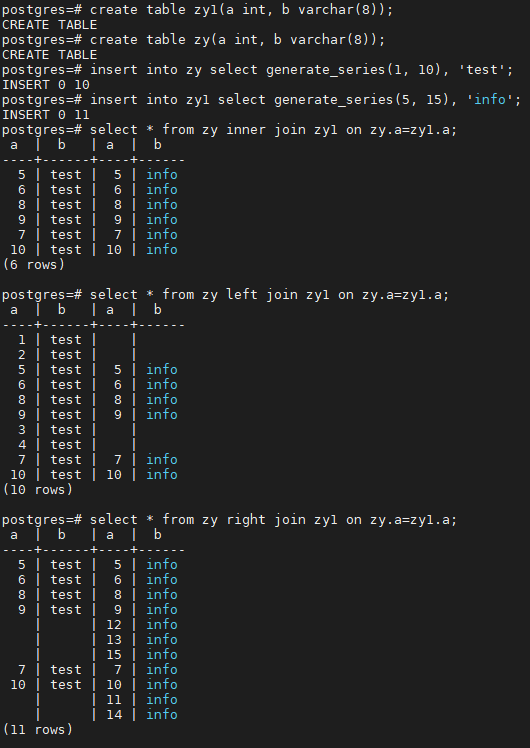 postgres=# create table zy1(a int, b varchar(8));
CREATE TABLE
postgres=# create table zy(a int, b varchar(8));
CREATE TABLE
postgres=# insert into zy select generate_series(1, 10), 'test';
INSERT 0 10
postgres=# insert into zy1 select generate_series(5, 15), 'info';
INSERT 0 11
postgres=# select * from zy inner join zy1 on zy.a=zy1.a;
 a  |  b   | a  |  b
----+------+----+------
  5 | test |  5 | info
  6 | test |  6 | info
  8 | test |  8 | info
  9 | test |  9 | info
  7 | test |  7 | info
 10 | test | 10 | info
(6 rows)

postgres=# select * from zy left join zy1 on zy.a=zy1.a;
 a  |  b   | a  |  b
----+------+----+------
  1 | test |    |
  2 | test |    |
  5 | test |  5 | info
  6 | test |  6 | info
  8 | test |  8 | info
  9 | test |  9 | info
  3 | test |    |
  4 | test |    |
  7 | test |  7 | info
 10 | test | 10 | info
(10 rows)

postgres=# select * from zy right join zy1 on zy.a=zy1.a;
 a  |  b   | a  |  b
----+------+----+------
  5 | test |  5 | info
  6 | test |  6 | info
  8 | test |  8 | info
  9 | test |  9 | info
    |      | 12 | info
    |      | 13 | info
    |      | 15 | info
  7 | test |  7 | info
 10 | test | 10 | info
    |      | 11 | info
    |      | 14 | info
(11 rows)